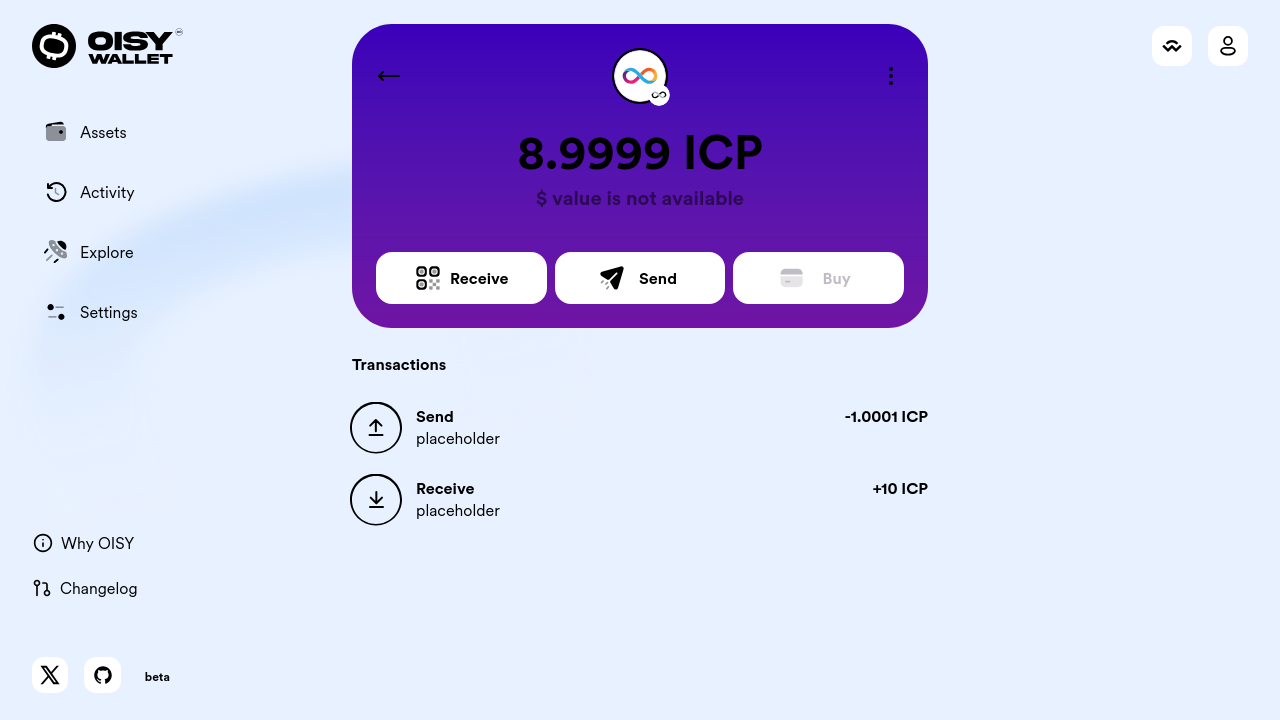 OISY
WALLET
Assets
Activity
Explore
Settings
Why OISY
Changelog
beta
8.9999 ICP
$ value is not available
Receive
Send
Buy
Transactions
Send
-1.0001 ICP
placeholder
Receive
+10 ICP
placeholder